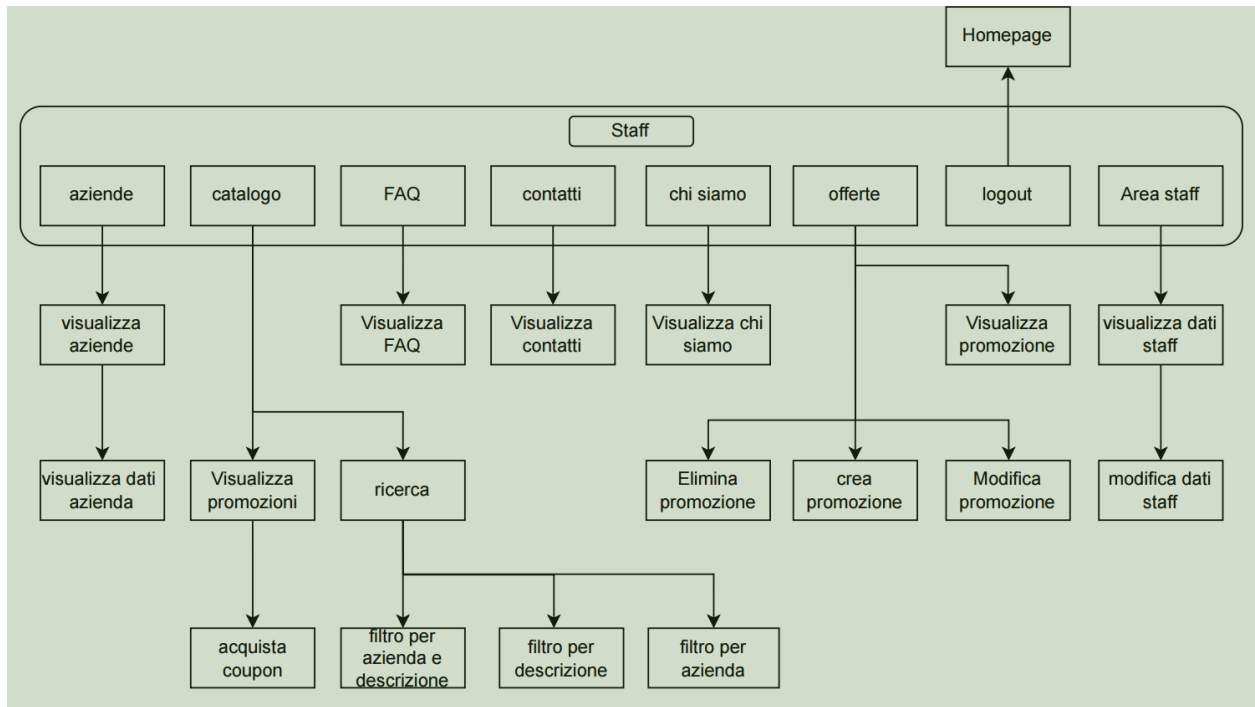 Homepage
Staff
aziende
catalogo
FAQ
contatti
chi siamo
offerte
logout
Area staff
visualizza
aziende
Visualizza
FAQ
Visualizza
contatti
Visualizza chi
siamo
Visualizza
promozione
visualizza dati
staff
visualizza dati
azienda
Visualizza
promozioni
ricerca
Elimina
promozione
crea
promozione
Modifica
promozione
modifica dati
staff
acquista
coupon
filtro per
azienda e
descrizione
filtro per
descrizione
filtro per
azienda